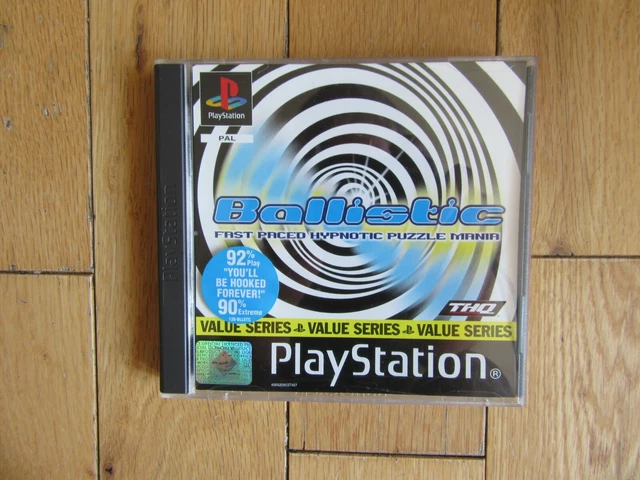 PlayStation
PAL
PlayStation
Ballistic
FAST PACED HYPNOTIC PUZZLE MANIA
92% Play
"YOU'LL
BE HOOKED
FOREVER!"
90% Extreme
THQ
VALUE SERIES VALUE SERIES VALUE SERIES
PlayStation®